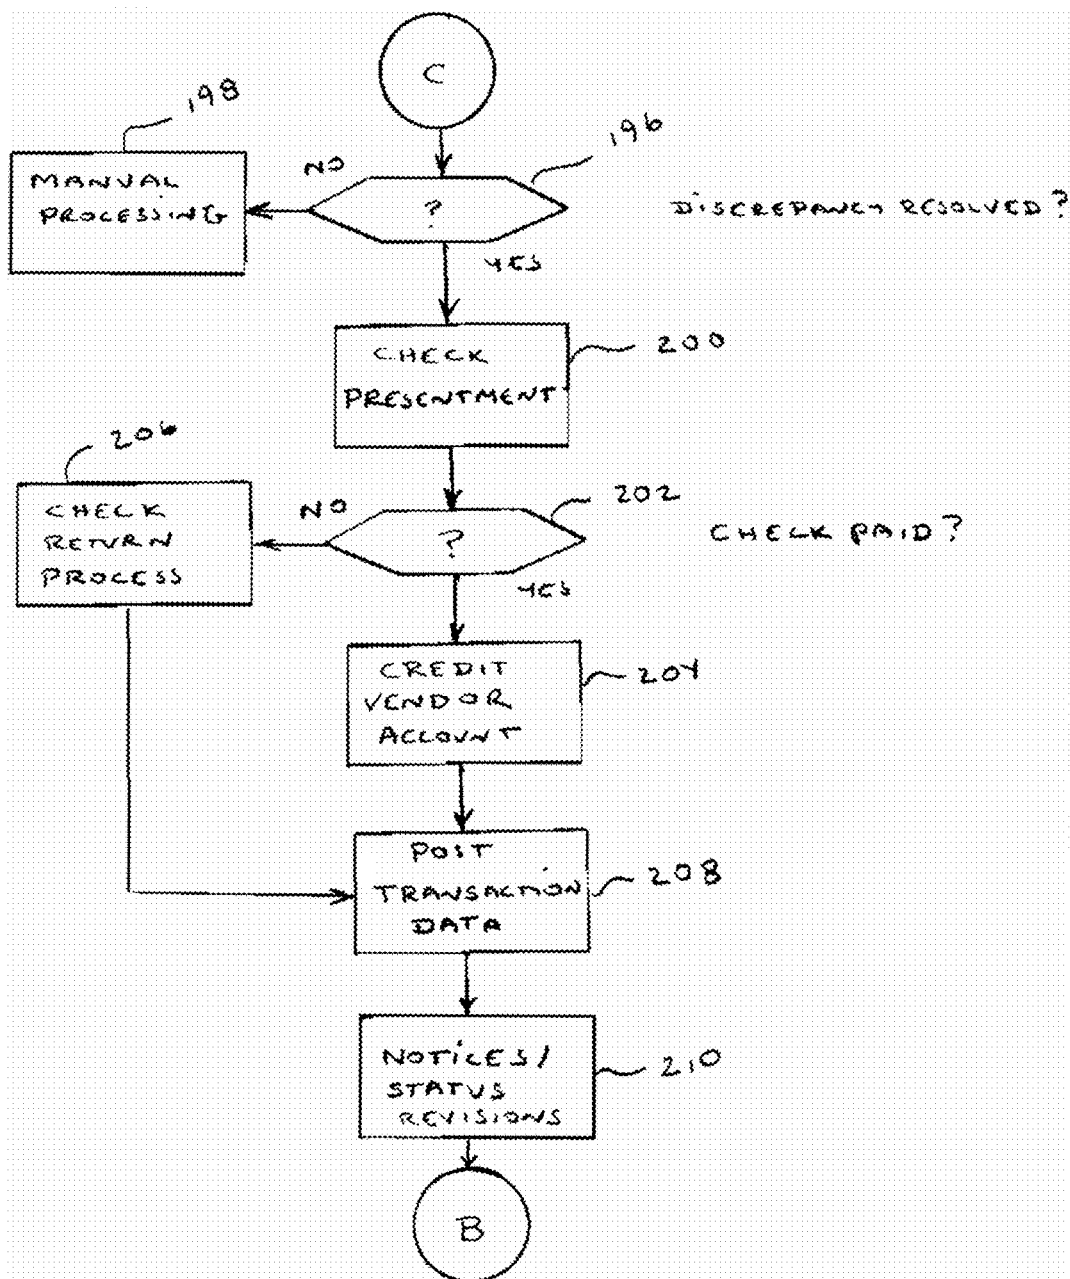 C
198
196
NO
MANUAL
PROCESSING
?
DISCREPANCY RESOLVED?
YES
200
CHECK
PRESENTMENT
206
202
NO
CHECK
RETURN
PROCESS
?
CHECK PAID?
YES
CREDIT
VENDOR
ACCOUNT
204
POST
TRANSACTION
DATA
208
NOTICES/
STATUS
REVISIONS
210
B